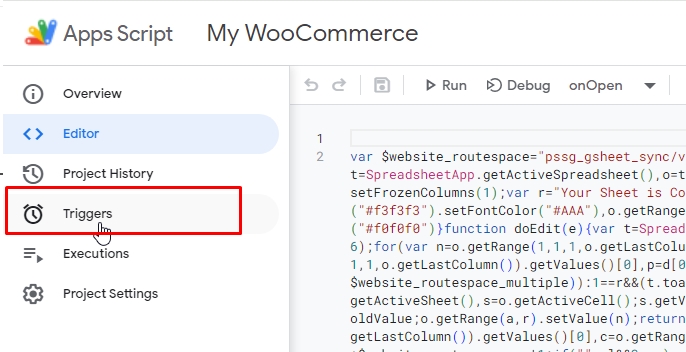 Apps Script
My WooCommerce
Overview
Editor
Project History
Triggers
Executions
Project Settings
Run
Debug
onOpen
1
2
var $website_routespace="pssg_gsheet_sync/v
t=SpreadsheetApp.getActiveSpreadsheet(),o=t
setFrozenColumns(1);var r="Your Sheet is Co
("#f3f3f3").setFontColor("#AAA"),o.getRange
("#f0f0f0")}function doEdit(e){var t=Spread
6);for(var n=o.getRange(1,1,1,o.getLastColu
1,1,o.getLastColumn()).getValues()[0],p=d[0
$website_routespace_multiple)):1==r&&(t.toa
getActiveSheet(),s=o.getActiveCell();s.getV
oldValue;o.getRange(a,r).setValue(n);return
getLastColumn()).getValues()[0],c=o.getRang